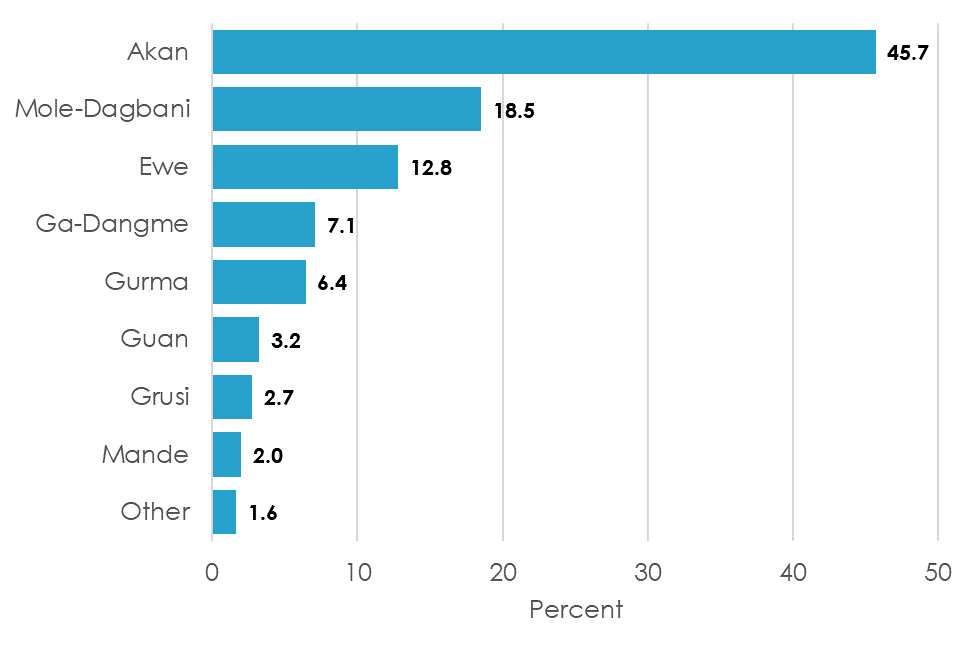 Akan 45.7
Mole-Dagbani 18.5
Ewe 12.8
Ga-Dangme 7.1
Gurma 6.4
Guan 3.2
Grusi 2.7
Mande 2.0
Other 1.6
0 10 20 30 40 50
Percent